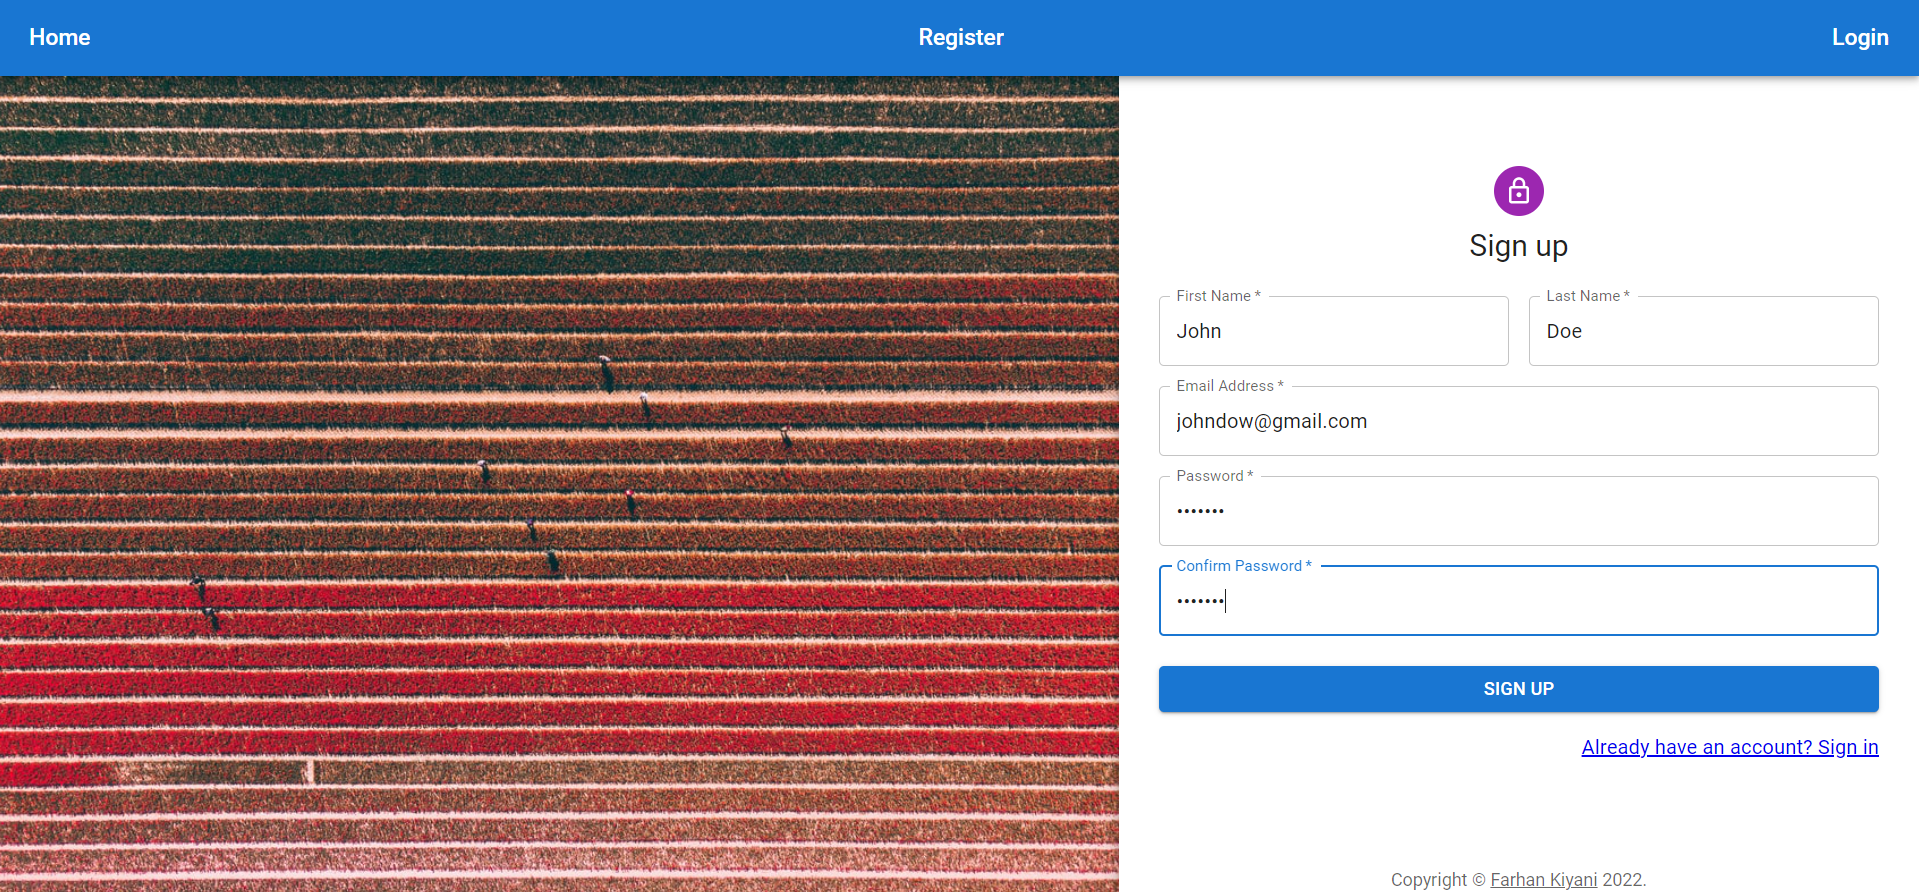 Home Register Login
Sign up
First Name * Last Name *
John Doe
Email Address *
johndow@gmail.com
Password *
•••••••
Confirm Password *
•••••••
SIGN UP
Already have an account? Sign in
Copyright © Farhan Kiyani 2022.